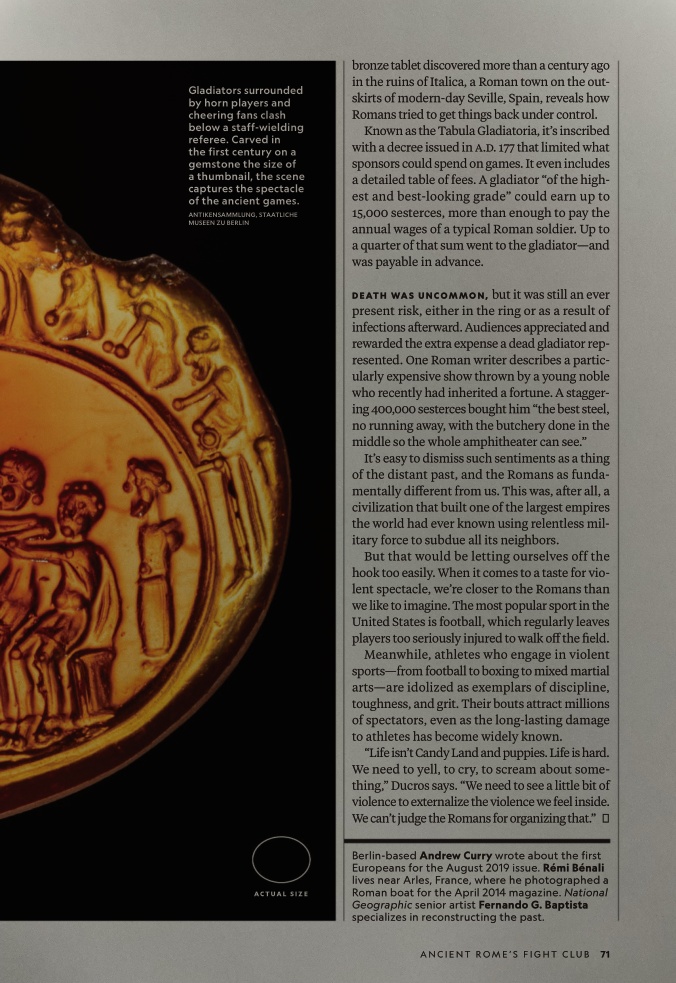 Gladiators surrounded
by horn players and
cheering fans clash
below a staff-wielding
referee. Carved in
the first century on a
gemstone the size of
a thumbnail, the scene
captures the spectacle
of the ancient games.
ANTIKENSAMMLUNG, STAATLICHE
MUSEEN ZU BERLIN
ACTUAL SIZE
bronze tablet discovered more than a century ago
in the ruins of Italica, a Roman town on the out-
skirts of modern-day Seville, Spain, reveals how
Romans tried to get things back under control.
Known as the Tabula Gladiatoria, it’s inscribed
with a decree issued in A.D. 177 that limited what
sponsors could spend on games. It even includes
a detailed table of fees. A gladiator “of the high-
est and best-looking grade” could earn up to
15,000 sesterces, more than enough to pay the
annual wages of a typical Roman soldier. Up to
a quarter of that sum went to the gladiator—and
was payable in advance.
DEATH WAS UNCOMMON, but it was still an ever
present risk, either in the ring or as a result of
infections afterward. Audiences appreciated and
rewarded the extra expense a dead gladiator rep-
resented. One Roman writer describes a partic-
ularly expensive show thrown by a young noble
who recently had inherited a fortune. A stagger-
ing 400,000 sesterces bought him “the best steel,
no running away, with the butchery done in the
middle so the whole amphitheater can see.”
It’s easy to dismiss such sentiments as a thing
of the distant past, and the Romans as funda-
mentally different from us. This was, after all, a
civilization that built one of the largest empires
the world had ever known using relentless mil-
itary force to subdue all its neighbors.
But that would be letting ourselves off the
hook too easily. When it comes to a taste for vio-
lent spectacle, we’re closer to the Romans than
we like to imagine. The most popular sport in the
United States is football, which regularly leaves
players too seriously injured to walk off the field.
Meanwhile, athletes who engage in violent
sports—from football to boxing to mixed martial
arts—are idolized as exemplars of discipline,
toughness, and grit. Their bouts attract millions
of spectators, even as the long-lasting damage
to athletes has become widely known.
“Life isn’t Candy Land and puppies. Life is hard.
We need to yell, to cry, to scream about some-
thing,” Ducros says. “We need to see a little bit of
violence to externalize the violence we feel inside.
We can’t judge the Romans for organizing that.”
Berlin-based Andrew Curry wrote about the first
Europeans for the August 2019 issue. Rémi Bénali
lives near Arles, France, where he photographed a
Roman boat for the April 2014 magazine. National
Geographic senior artist Fernando G. Baptista
specializes in reconstructing the past.
ANCIENT ROME’S FIGHT CLUB 71